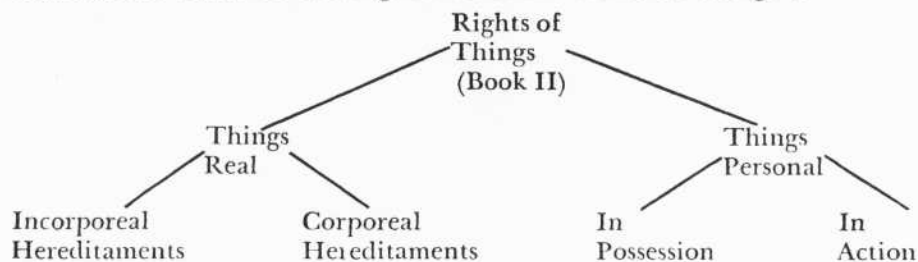 Rights of
Things
(Book II)
Things
Real
Things
Personal
Incorporeal
Hereditaments
Corporeal
Hereditaments
In
Possession
In
Action